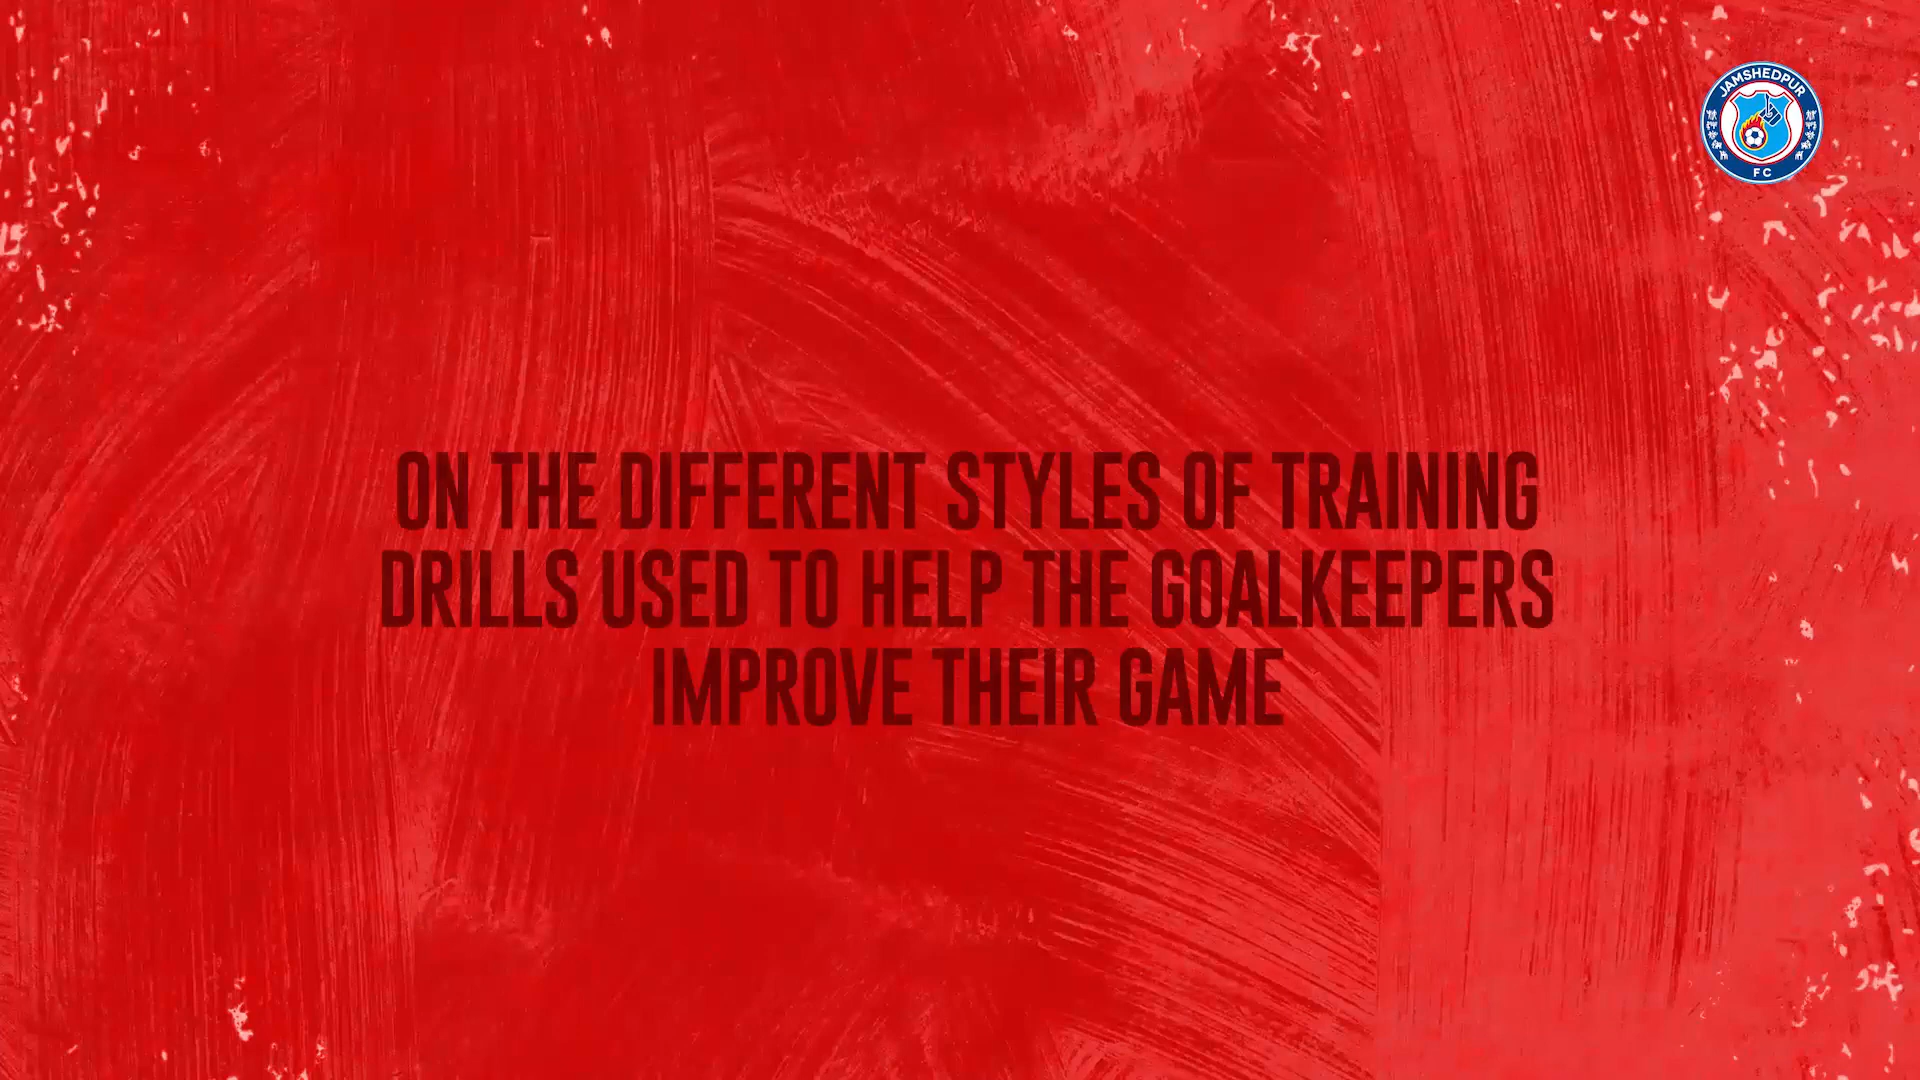 JAMSHEDPUR
FC
ON THE DIFFERENT STYLES OF TRAINING
DRILLS USED TO HELP THE GOALKEEPERS
IMPROVE THEIR GAME